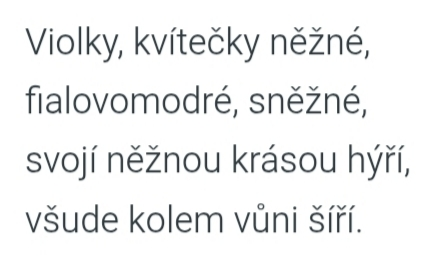 Violky, kvítečky něžné,
fialovomodré, sněžné,
svojí něžnou krásou hýří,
všude kolem vůni šíří.